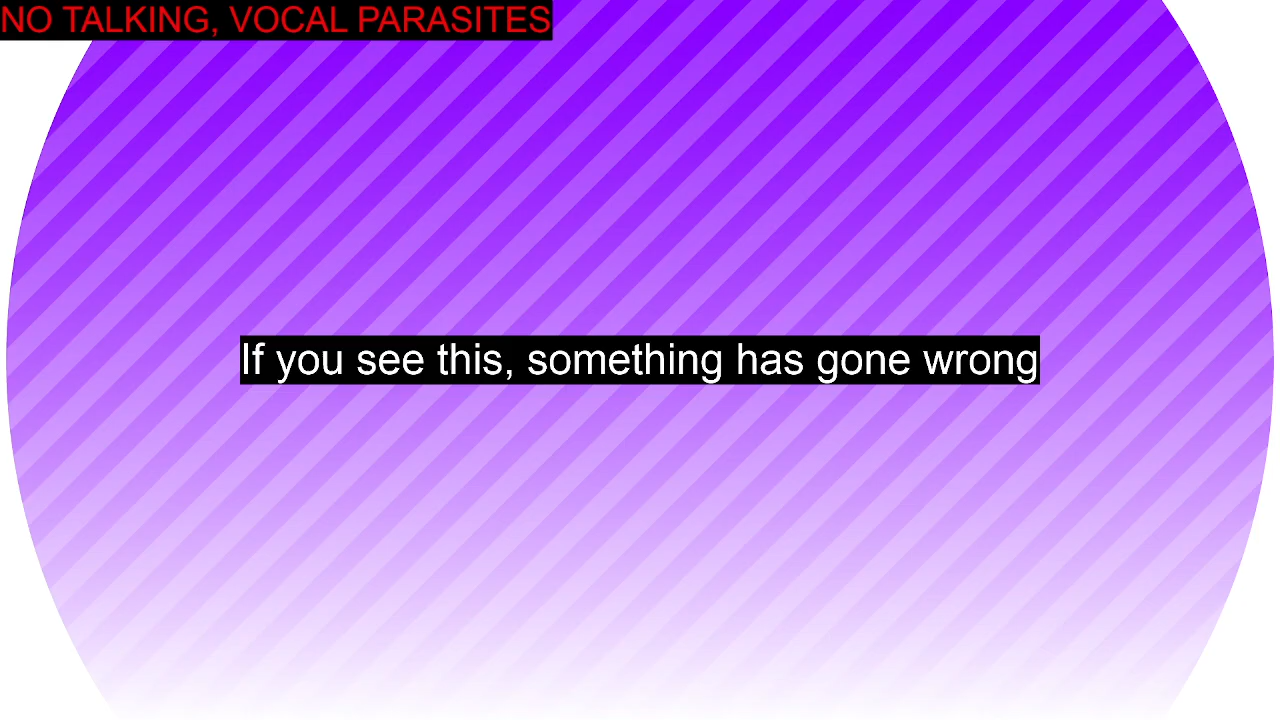 NO TALKING, VOCAL PARASITES
If you see this, something has gone wrong